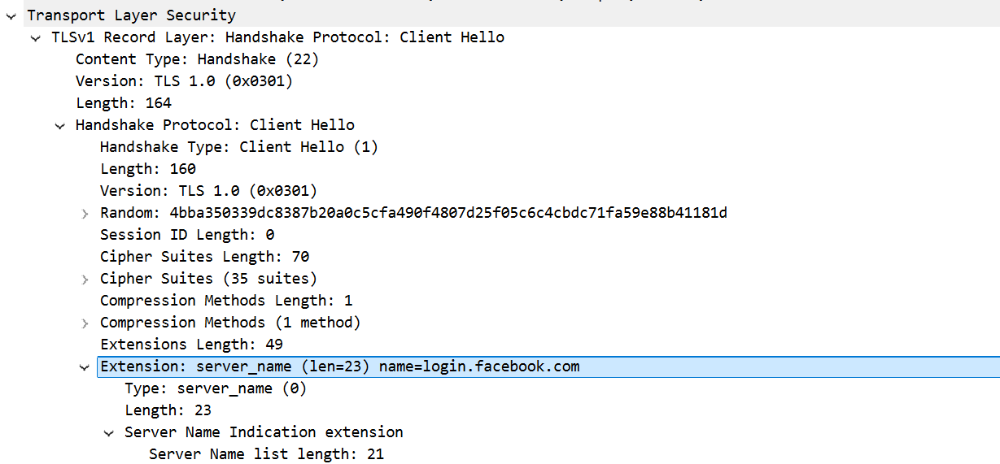 Transport Layer Security
TLSv1 Record Layer: Handshake Protocol: Client Hello
Content Type: Handshake (22)
Version: TLS 1.0 (0x0301)
Length: 164
Handshake Protocol: Client Hello
Handshake Type: Client Hello (1)
Length: 160
Version: TLS 1.0 (0x0301)
Random: 4bba350339dc8387b20a0c5cfa490f4807d25f05c6c4cbdc71fa59e88b41181d
Session ID Length: 0
Cipher Suites Length: 70
Cipher Suites (35 suites)
Compression Methods Length: 1
Compression Methods (1 method)
Extensions Length: 49
Extension: server_name (len=23) name=login.facebook.com
Type: server_name (0)
Length: 23
Server Name Indication extension
Server Name list length: 21